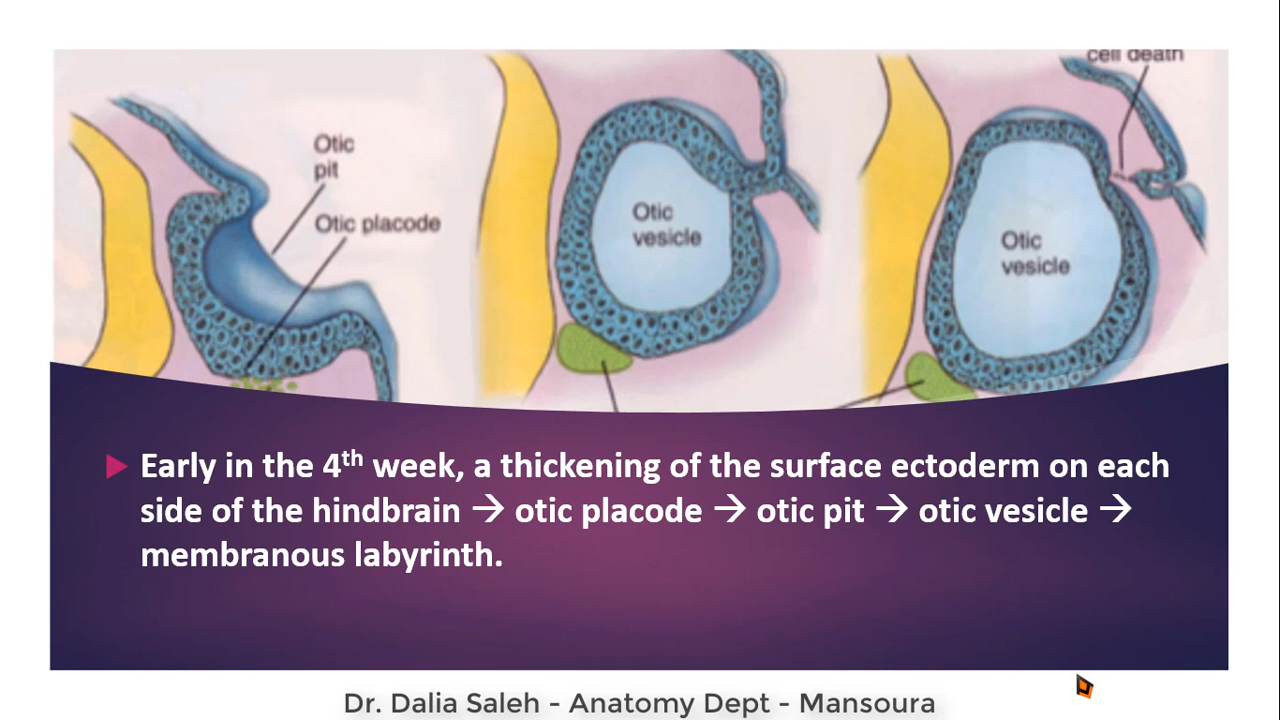 cell death
Otic
pit
Otic placode
Otic
vesicle
Otic
vesicle
Early in the 4th week, a thickening of the surface ectoderm on each
side of the hindbrain → otic placode → otic pit → otic vesicle →
membranous labyrinth.
Dr. Dalia Saleh - Anatomy Dept - Mansoura